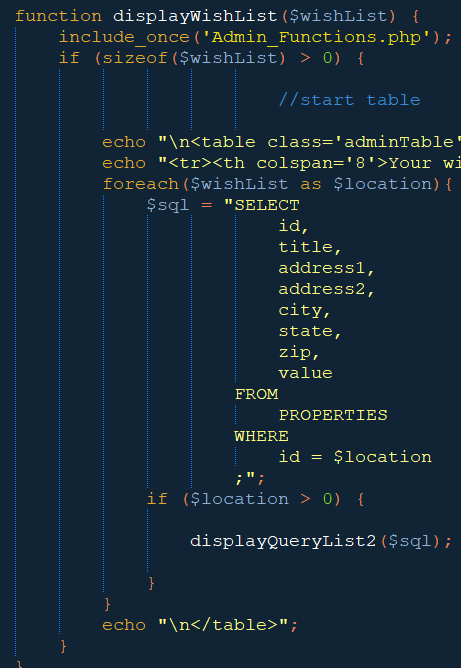 function displayWishList($wishList) {
include_once('Admin_Functions.php');
if (sizeof($wishList) > 0) {
//start table
echo "\n<table class='adminTable'
echo "<tr><th colspan='8'>Your wi
foreach($wishList as $location){
$sql = "SELECT
id,
title,
address1,
address2,
city,
state,
zip,
value
FROM
PROPERTIES
WHERE
id = $location
;";
if ($location > 0) {
displayQueryList2($sql);
}
}
echo "\n</table>";
}
}